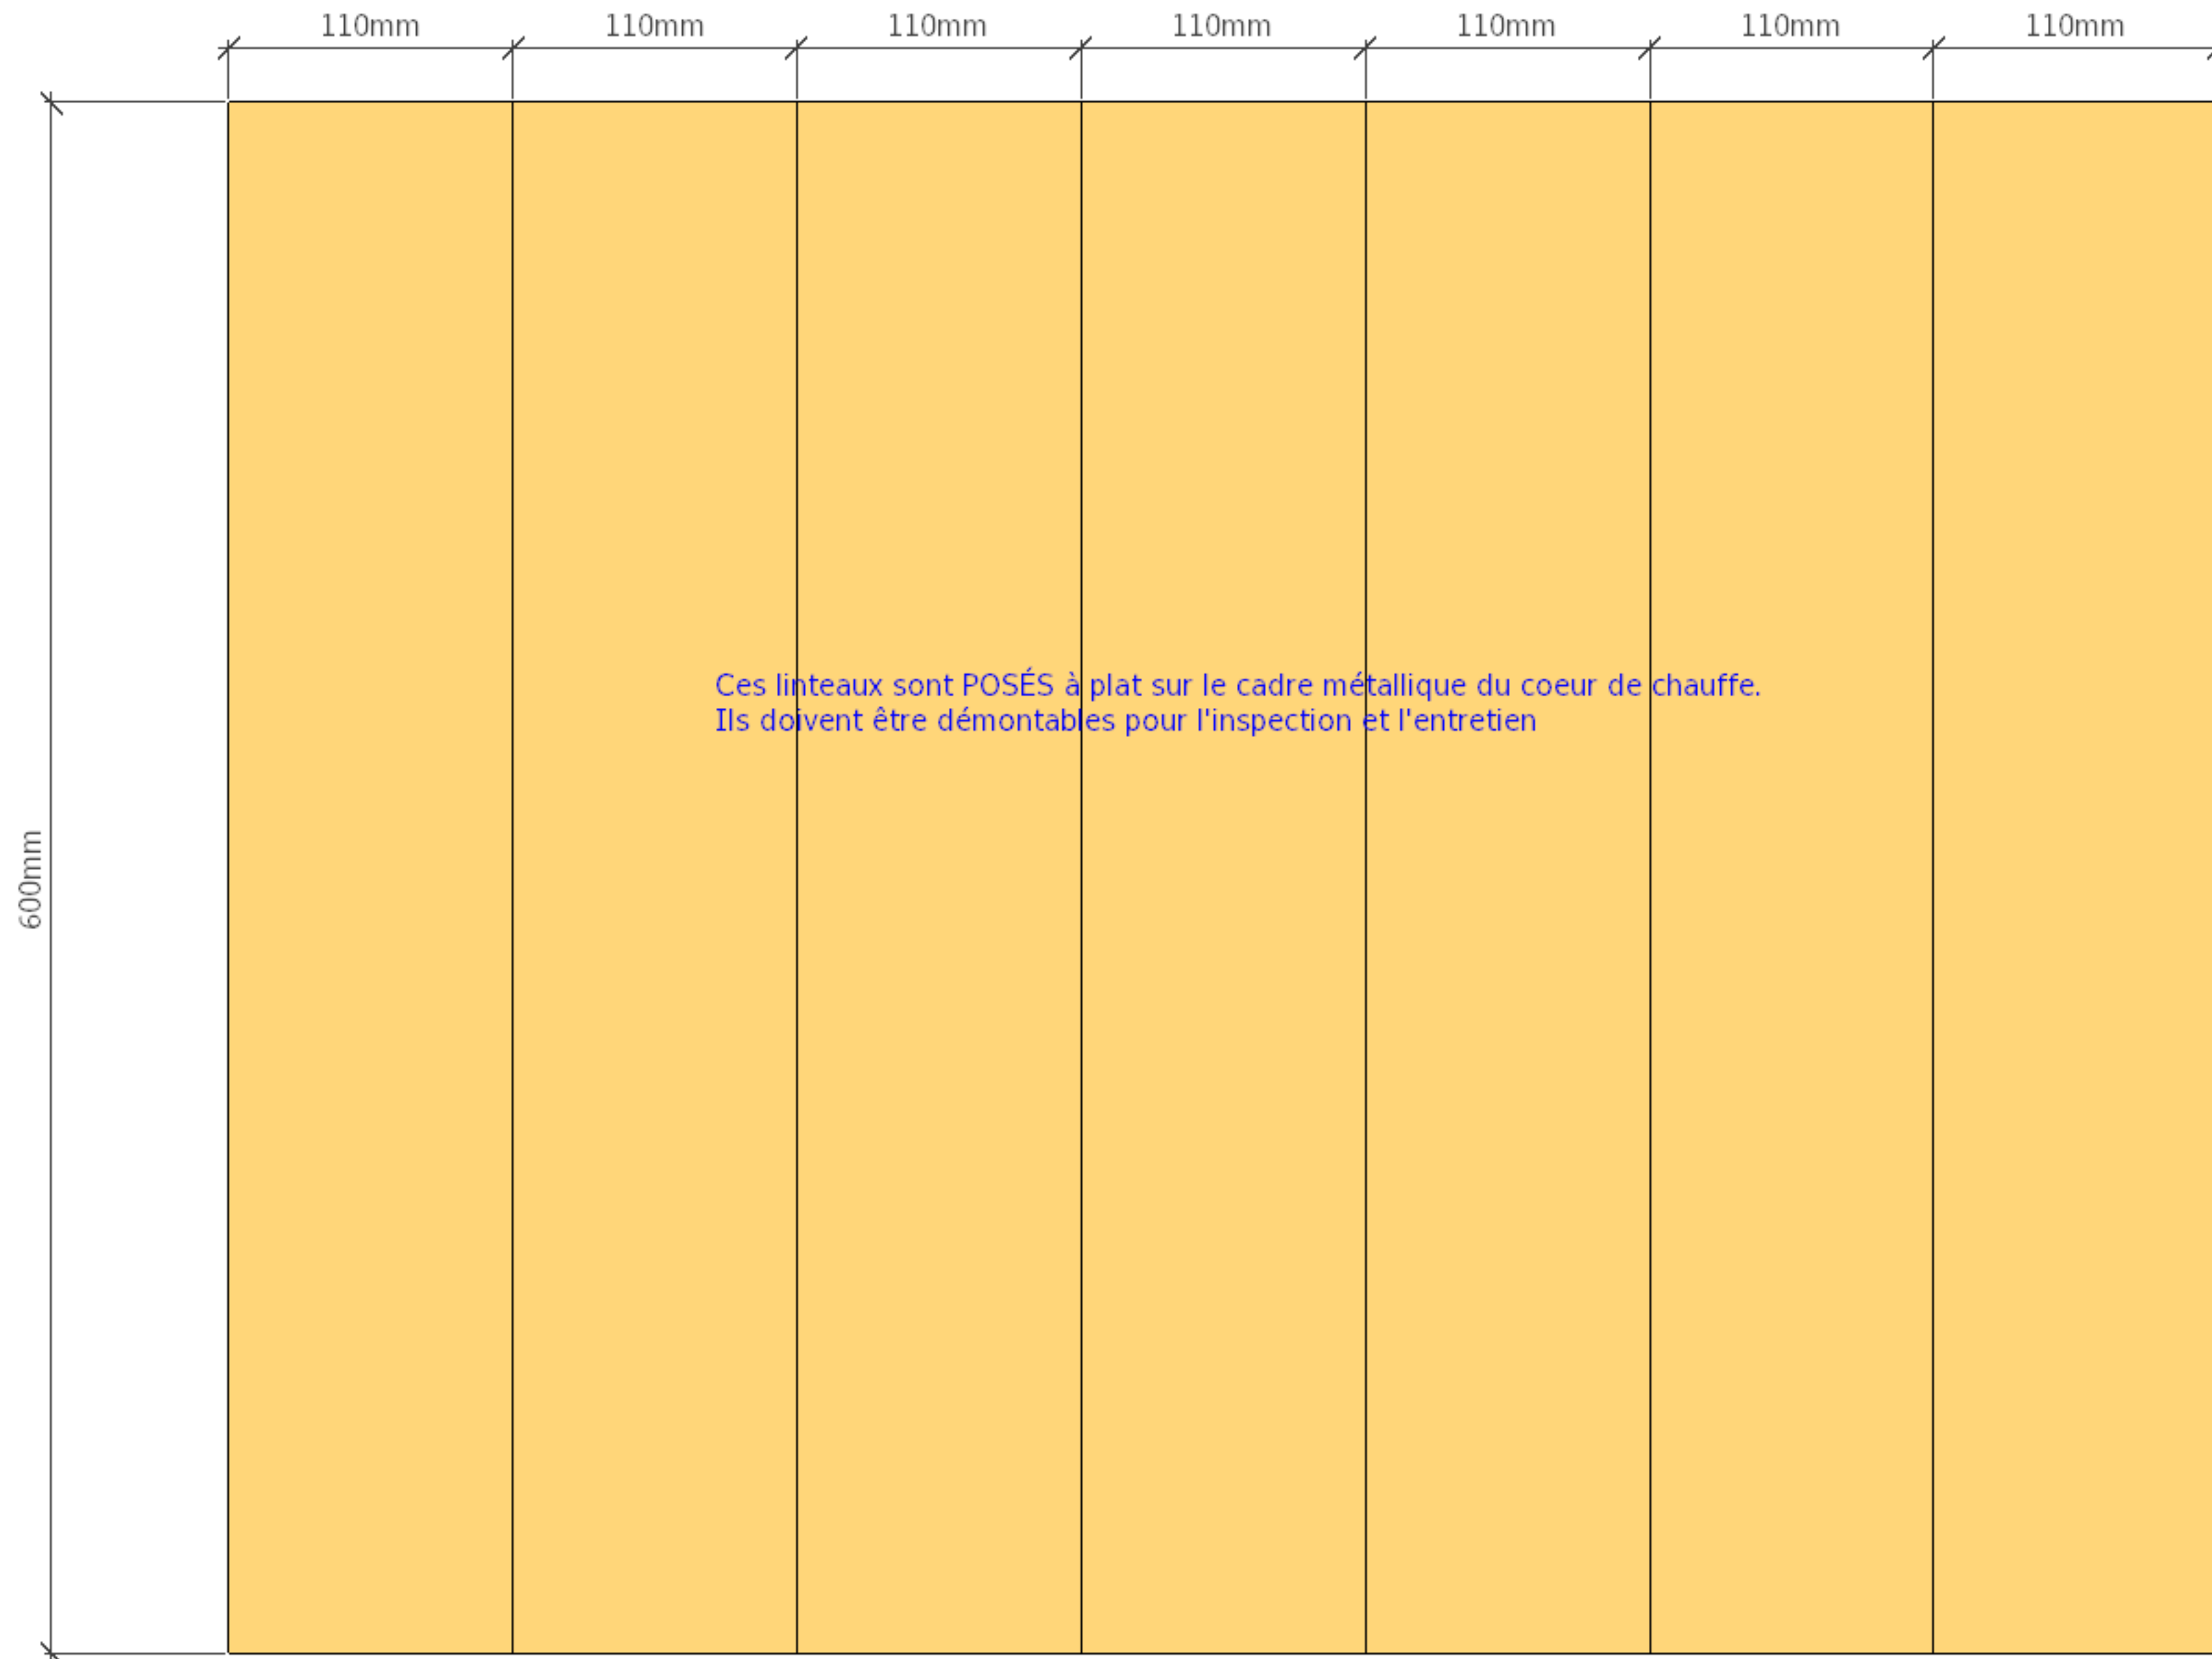 110mm 110mm 110mm 110mm 110mm 110mm 110mm
Ces linteaux sont POSÉS à plat sur le cadre métallique du coeur de chauffe.
Ils doivent être démontables pour l'inspection et l'entretien
600mm